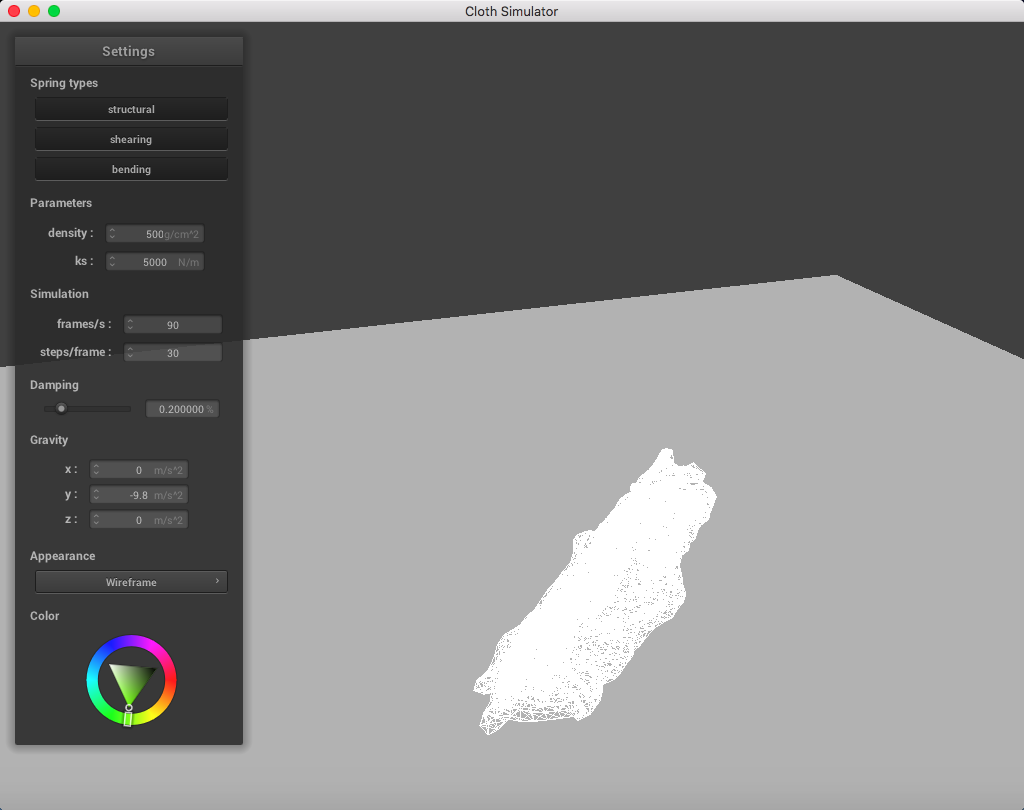 Cloth Simulator
Settings
Spring types
structural
shearing
bending
Parameters
density : 500g/cm^2
ks : 5000 N/m
Simulation
frames/s : 90
steps/frame : 30
Damping
0.200000 %
Gravity
x : 0 m/s^2
y : -9.8 m/s^2
z : 0 m/s^2
Appearance
Wireframe ›
Color